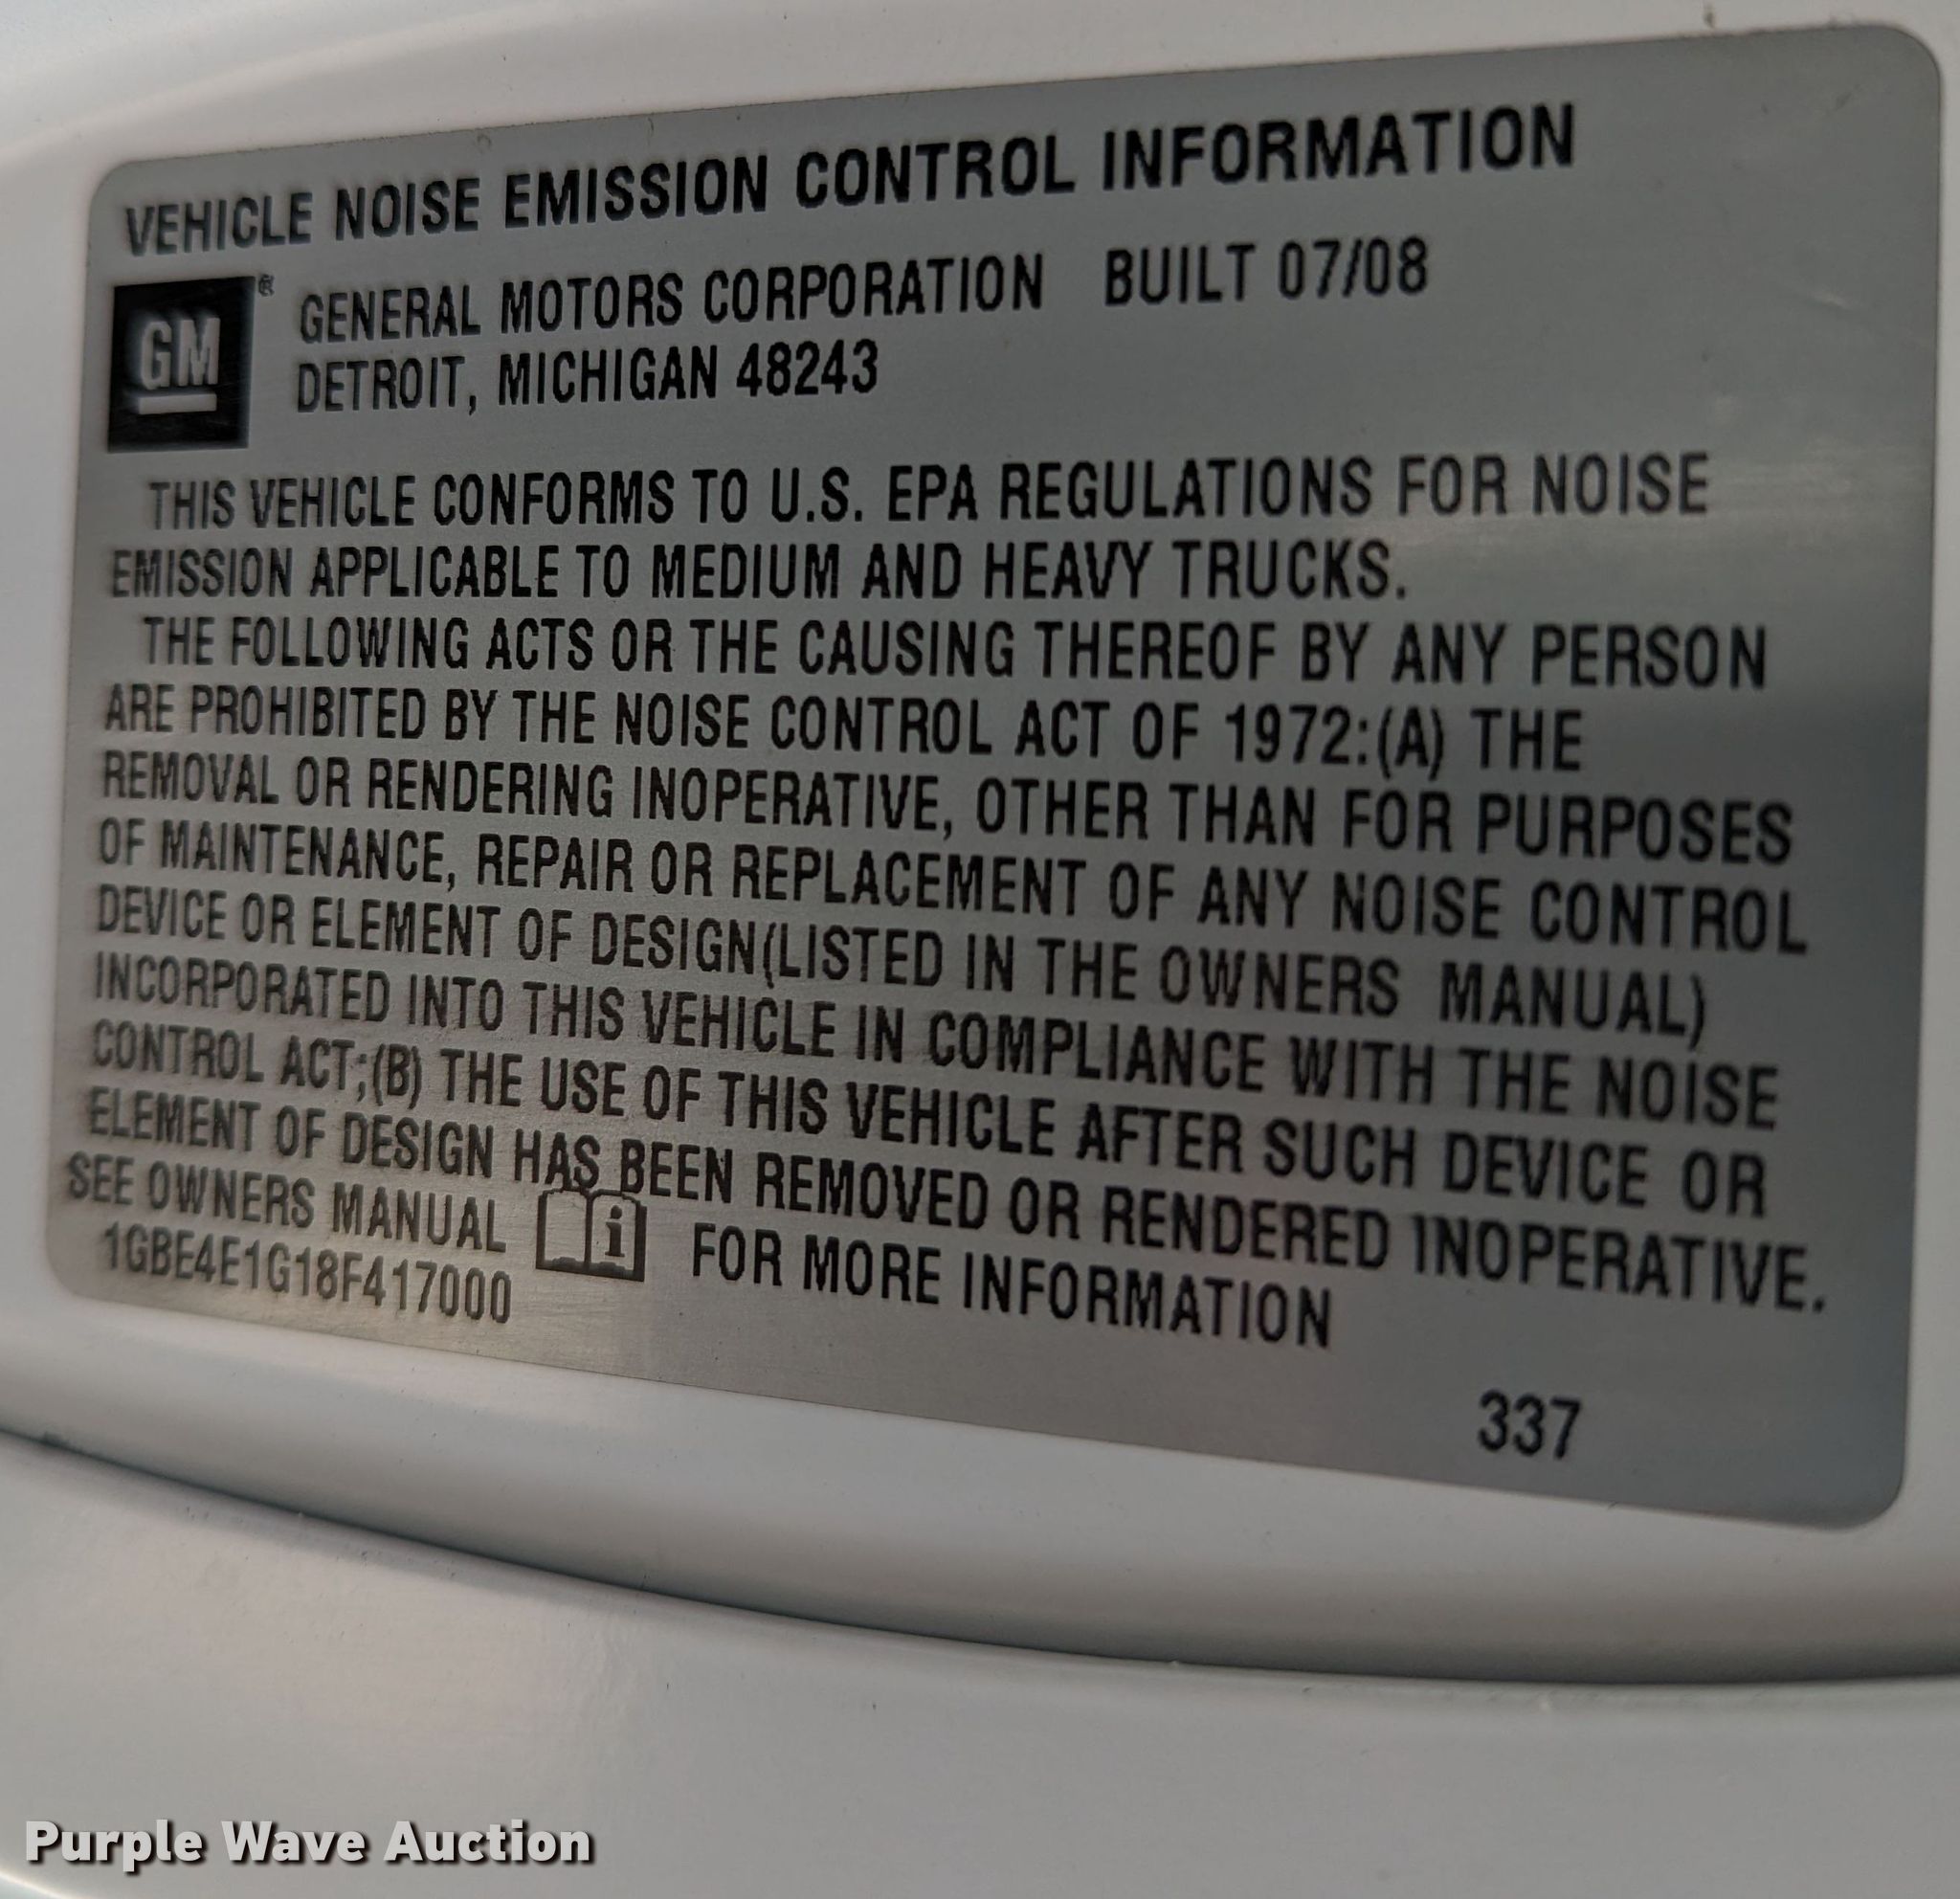 VEHICLE NOISE EMISSION CONTROL INFORMATION
GM ® GENERAL MOTORS CORPORATION BUILT 07/08
DETROIT, MICHIGAN 48243
THIS VEHICLE CONFORMS TO U.S. EPA REGULATIONS FOR NOISE
EMISSION APPLICABLE TO MEDIUM AND HEAVY TRUCKS.
THE FOLLOWING ACTS OR THE CAUSING THEREOF BY ANY PERSON
ARE PROHIBITED BY THE NOISE CONTROL ACT OF 1972:(A) THE
REMOVAL OR RENDERING INOPERATIVE, OTHER THAN FOR PURPOSES
OF MAINTENANCE, REPAIR OR REPLACEMENT OF ANY NOISE CONTROL
DEVICE OR ELEMENT OF DESIGN(LISTED IN THE OWNERS MANUAL)
INCORPORATED INTO THIS VEHICLE IN COMPLIANCE WITH THE NOISE
CONTROL ACT;(B) THE USE OF THIS VEHICLE AFTER SUCH DEVICE OR
ELEMENT OF DESIGN HAS BEEN REMOVED OR RENDERED INOPERATIVE.
SEE OWNERS MANUAL i FOR MORE INFORMATION
1GBE4E1G18F417000
337
Purple Wave Auction